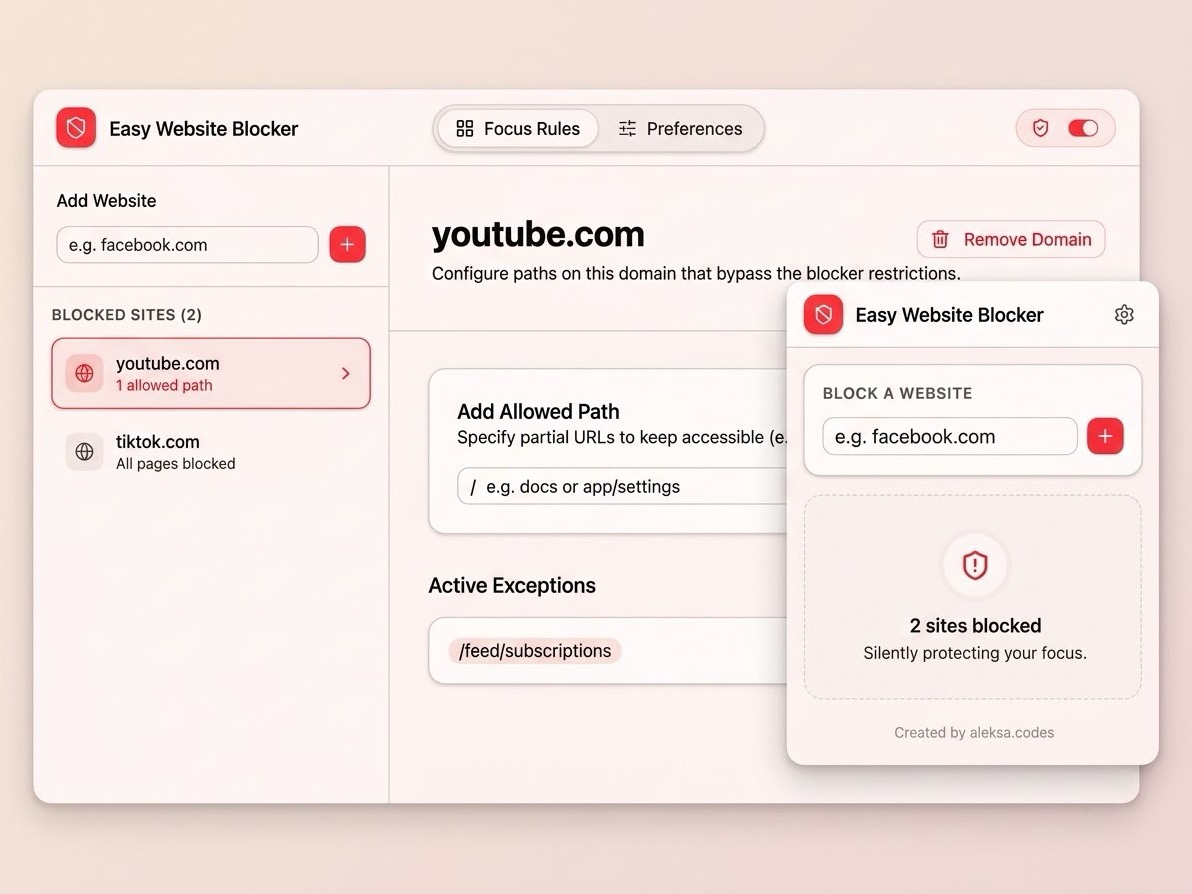 Easy Website Blocker
Focus Rules
Preferences
Add Website
e.g. facebook.com
BLOCKED SITES (2)
youtube.com
1 allowed path
tiktok.com
All pages blocked
youtube.com
Remove Domain
Configure paths on this domain that bypass the blocker restrictions.
Add Allowed Path
Specify partial URLs to keep accessible (e.
/ e.g. docs or app/settings
Active Exceptions
/feed/subscriptions
Easy Website Blocker
BLOCK A WEBSITE
e.g. facebook.com
2 sites blocked
Silently protecting your focus.
Created by aleksa.codes